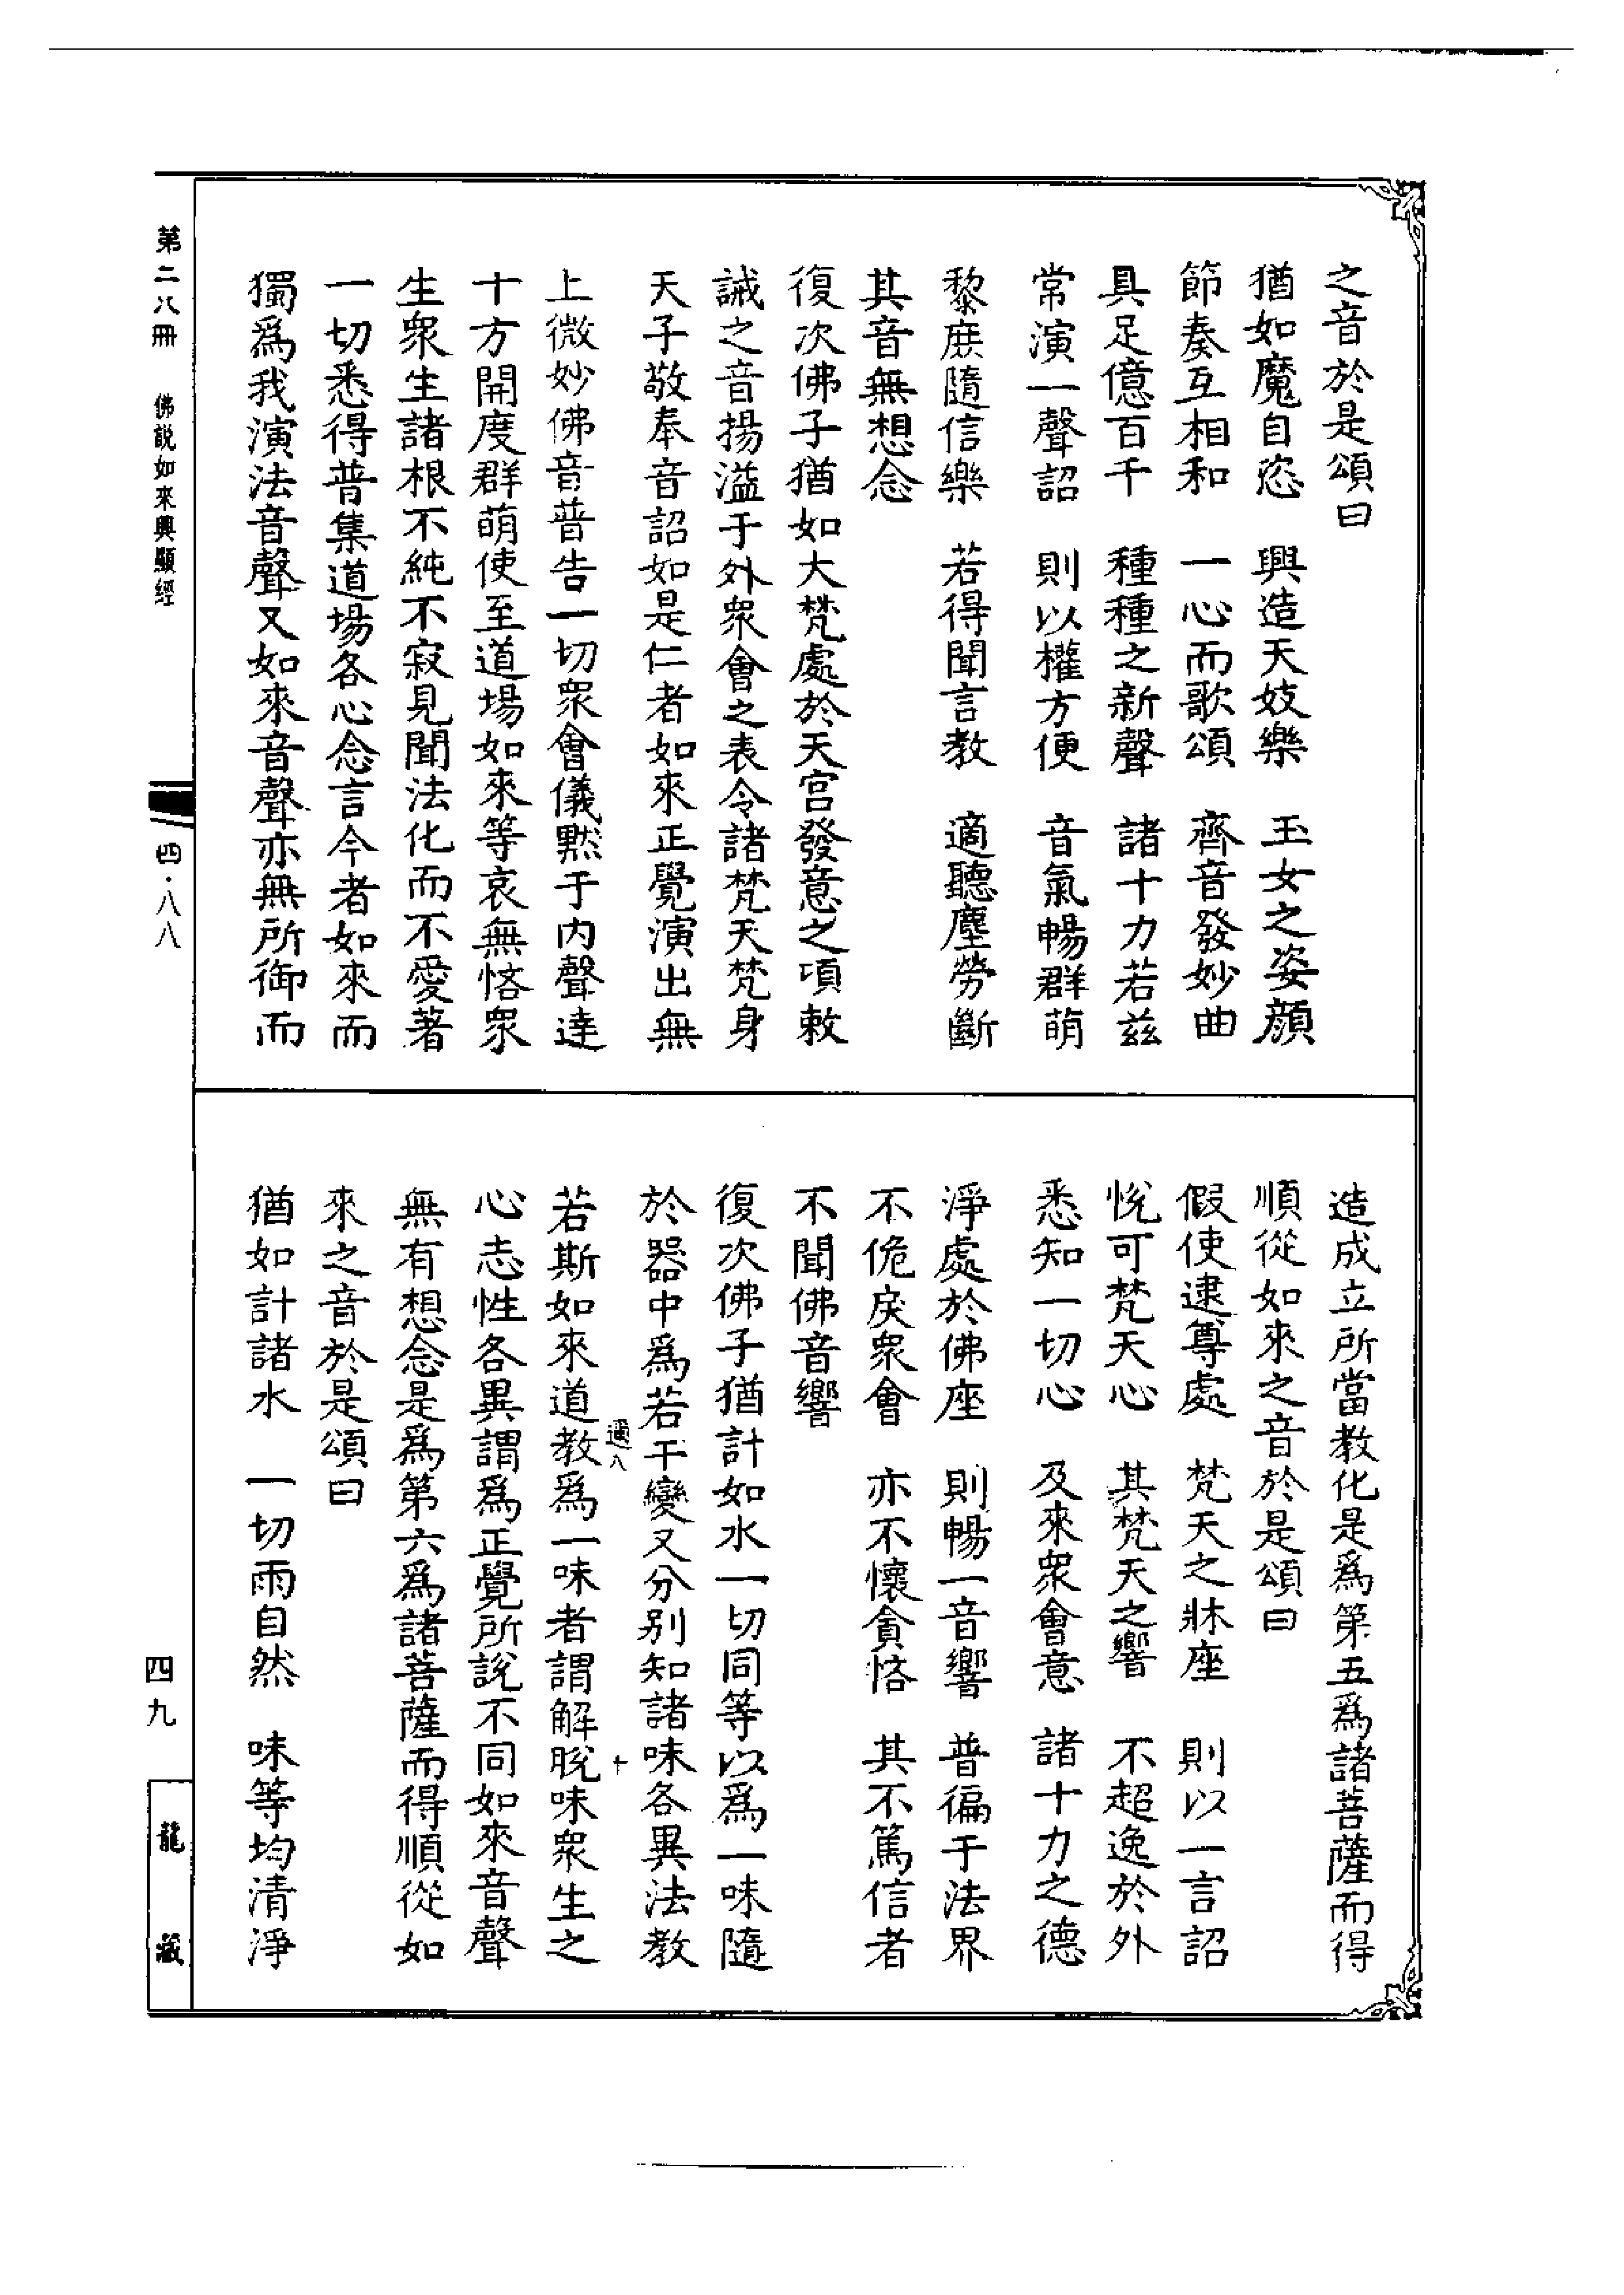 之音於是頌曰
猶如魔自恣　興造天妓樂　玉女之姿顏
節奏互相和　一心而歌頌　齊音發妙曲
具足億百千　種種之新聲　諸十力若茲
常演一聲詔　則以權方便　音氣暢群萌
黎庶隨信樂　若得聞言教　適聽塵勞斷
其音無想念
復次佛子猶如大梵處於天宮發意之頃敕
誡之音揚溢于外眾會之表令諸梵天梵身
天子敬奉音詔如是仁者如來正覺演出無
上微妙佛音普告一切眾會儀默于内聲達
十方開度群萌使至道場如來等哀無悋眾
生眾生諸根不純不寂見聞法化而不愛著
一切悉得普集道場各心念言今者如來而
獨爲我演法音聲又如來音聲亦無所御而
造成立所當教化是爲第五爲諸菩薩而得
順從如來之音於是頌曰
假使逮尊處　梵天之牀座　則以一言詔
悅可梵天心　其梵天之響　不超逸於外
悉知一切心　及來眾會意　諸十力之德
淨處於佛座　則暢一音響　普徧于法界
不佹戾眾會　亦不懷貪悋　其不篤信者
不聞佛音響
復次佛子猶計如水一切同等以爲一味隨
於器中爲若干變又分別知諸味各異法教
若斯如來道教爲一味者謂解脫味眾生之
心志性各異謂爲正覺所說不同如來音聲
無有想念是爲第六爲諸菩薩而得順從如
來之音於是頌曰
猶如計諸水　一切雨自然　味等均清淨
第二八冊　佛說如來興顯經
四·八八
四九
龍藏
八
十